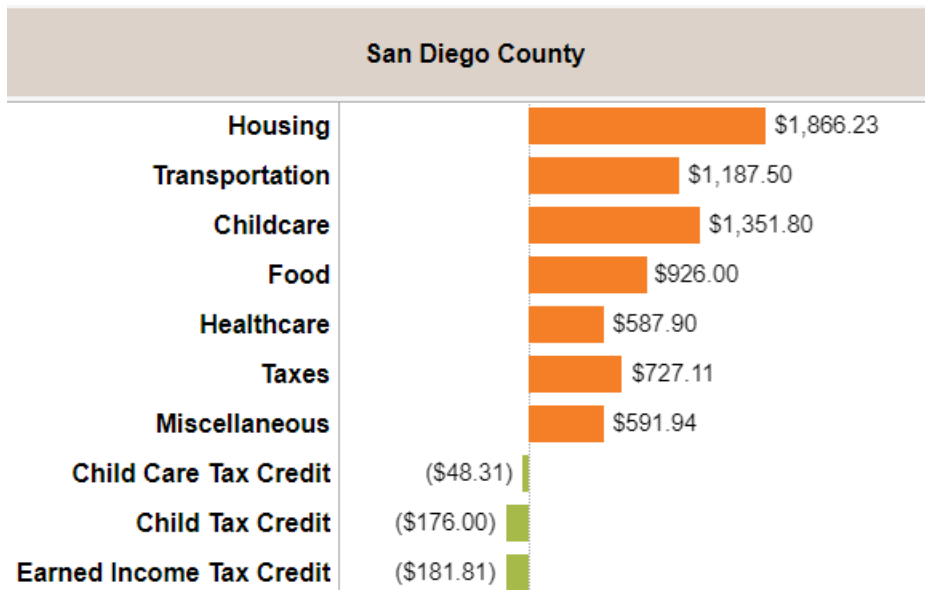 San Diego County
Housing $1,866.23
Transportation $1,187.50
Childcare $1,351.80
Food $926.00
Healthcare $587.90
Taxes $727.11
Miscellaneous $591.94
Child Care Tax Credit ($48.31)
Child Tax Credit ($176.00)
Earned Income Tax Credit ($181.81)